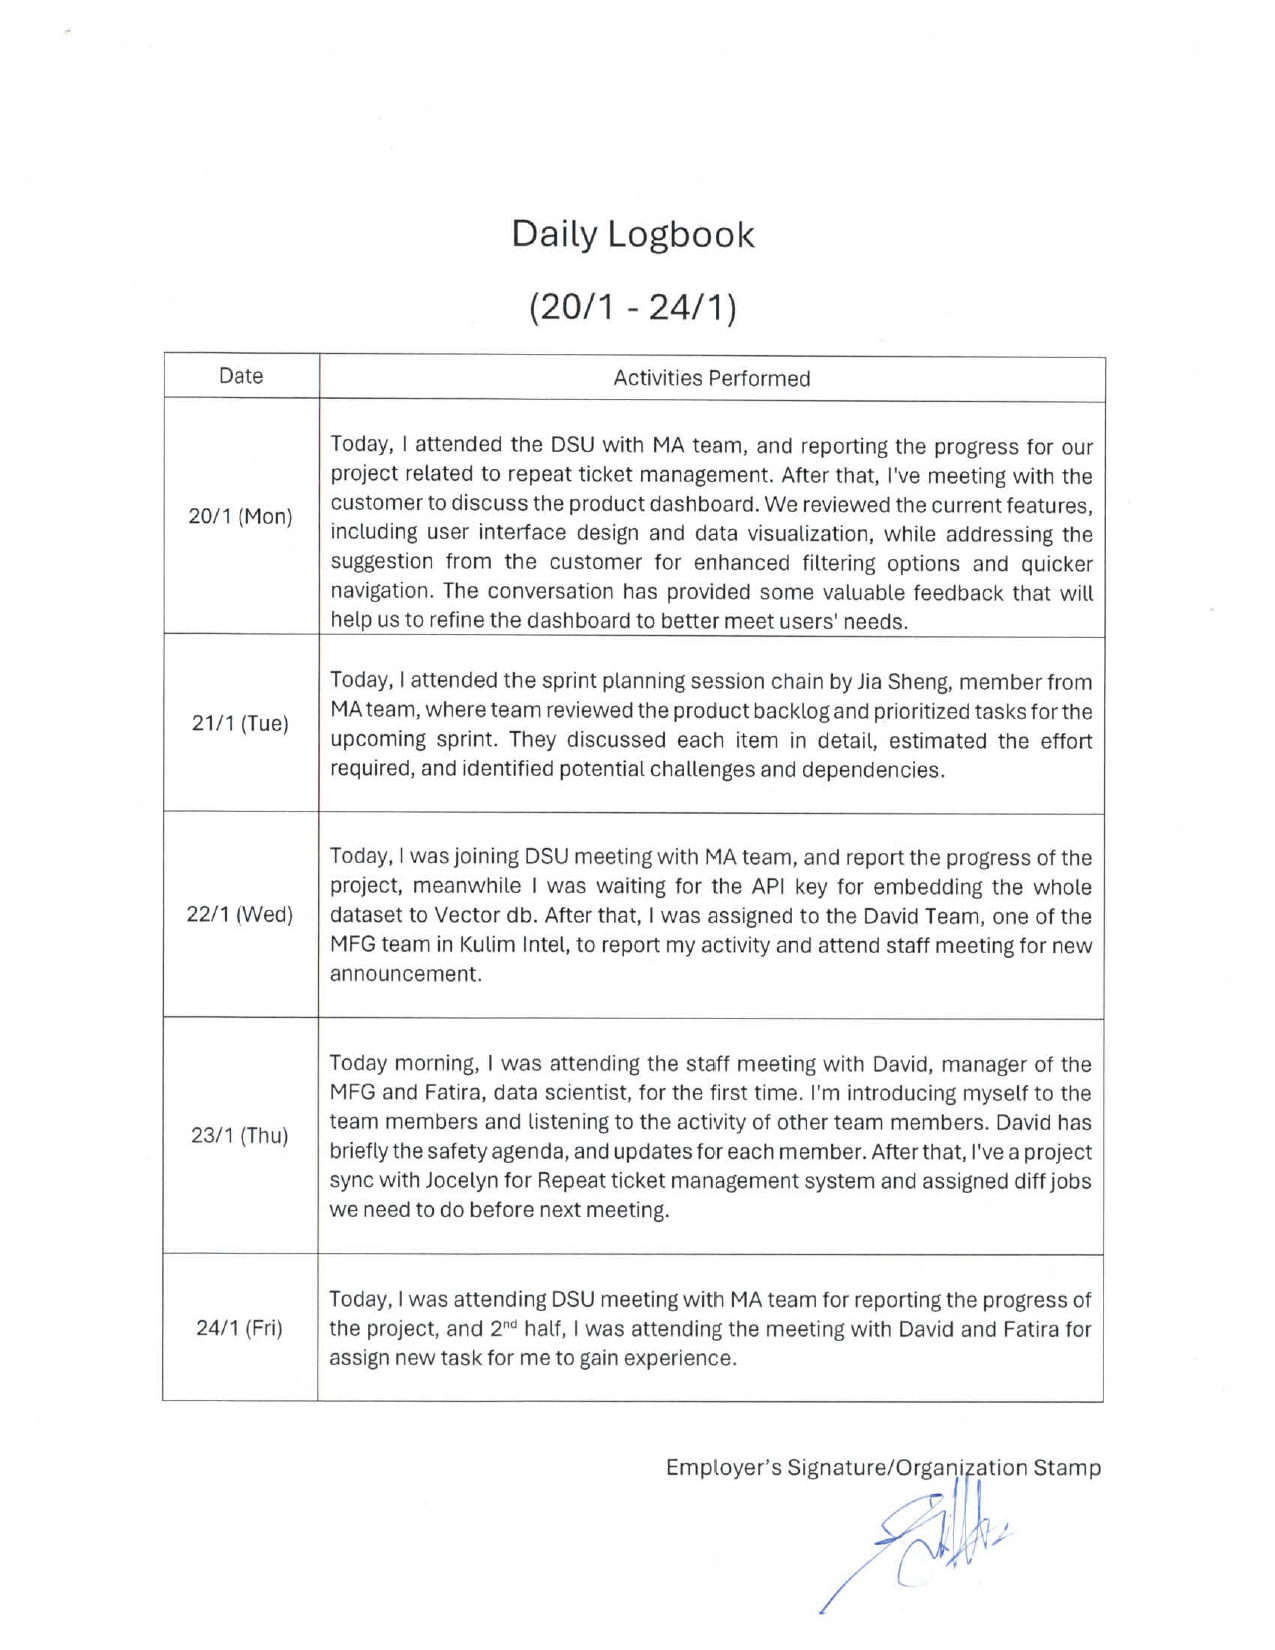 Daily Logbook
(20/1 - 24/1)
Date
Activities Performed
20/1 (Mon)
Today, I attended the DSU with MA team, and reporting the progress for our
project related to repeat ticket management. After that, I've meeting with the
customer to discuss the product dashboard. We reviewed the current features,
including user interface design and data visualization, while addressing the
suggestion from the customer for enhanced filtering options and quicker
navigation. The conversation has provided some valuable feedback that will
help us to refine the dashboard to better meet users' needs.
21/1 (Tue)
Today, I attended the sprint planning session chain by Jia Sheng, member from
MA team, where team reviewed the product backlog and prioritized tasks for the
upcoming sprint. They discussed each item in detail, estimated the effort
required, and identified potential challenges and dependencies.
22/1 (Wed)
Today, I was joining DSU meeting with MA team, and report the progress of the
project, meanwhile I was waiting for the API key for embedding the whole
dataset to Vector db. After that, I was assigned to the David Team, one of the
MFG team in Kulim Intel, to report my activity and attend staff meeting for new
announcement.
23/1 (Thu)
Today morning, I was attending the staff meeting with David, manager of the
MFG and Fatira, data scientist, for the first time. I'm introducing myself to the
team members and listening to the activity of other team members. David has
briefly the safety agenda, and updates for each member. After that, I've a project
sync with Jocelyn for Repeat ticket management system and assigned diff jobs
we need to do before next meeting.
24/1 (Fri)
Today, I was attending DSU meeting with MA team for reporting the progress of
the project, and 2nd half, I was attending the meeting with David and Fatira for
assign new task for me to gain experience.
Employer's Signature/Organization Stamp